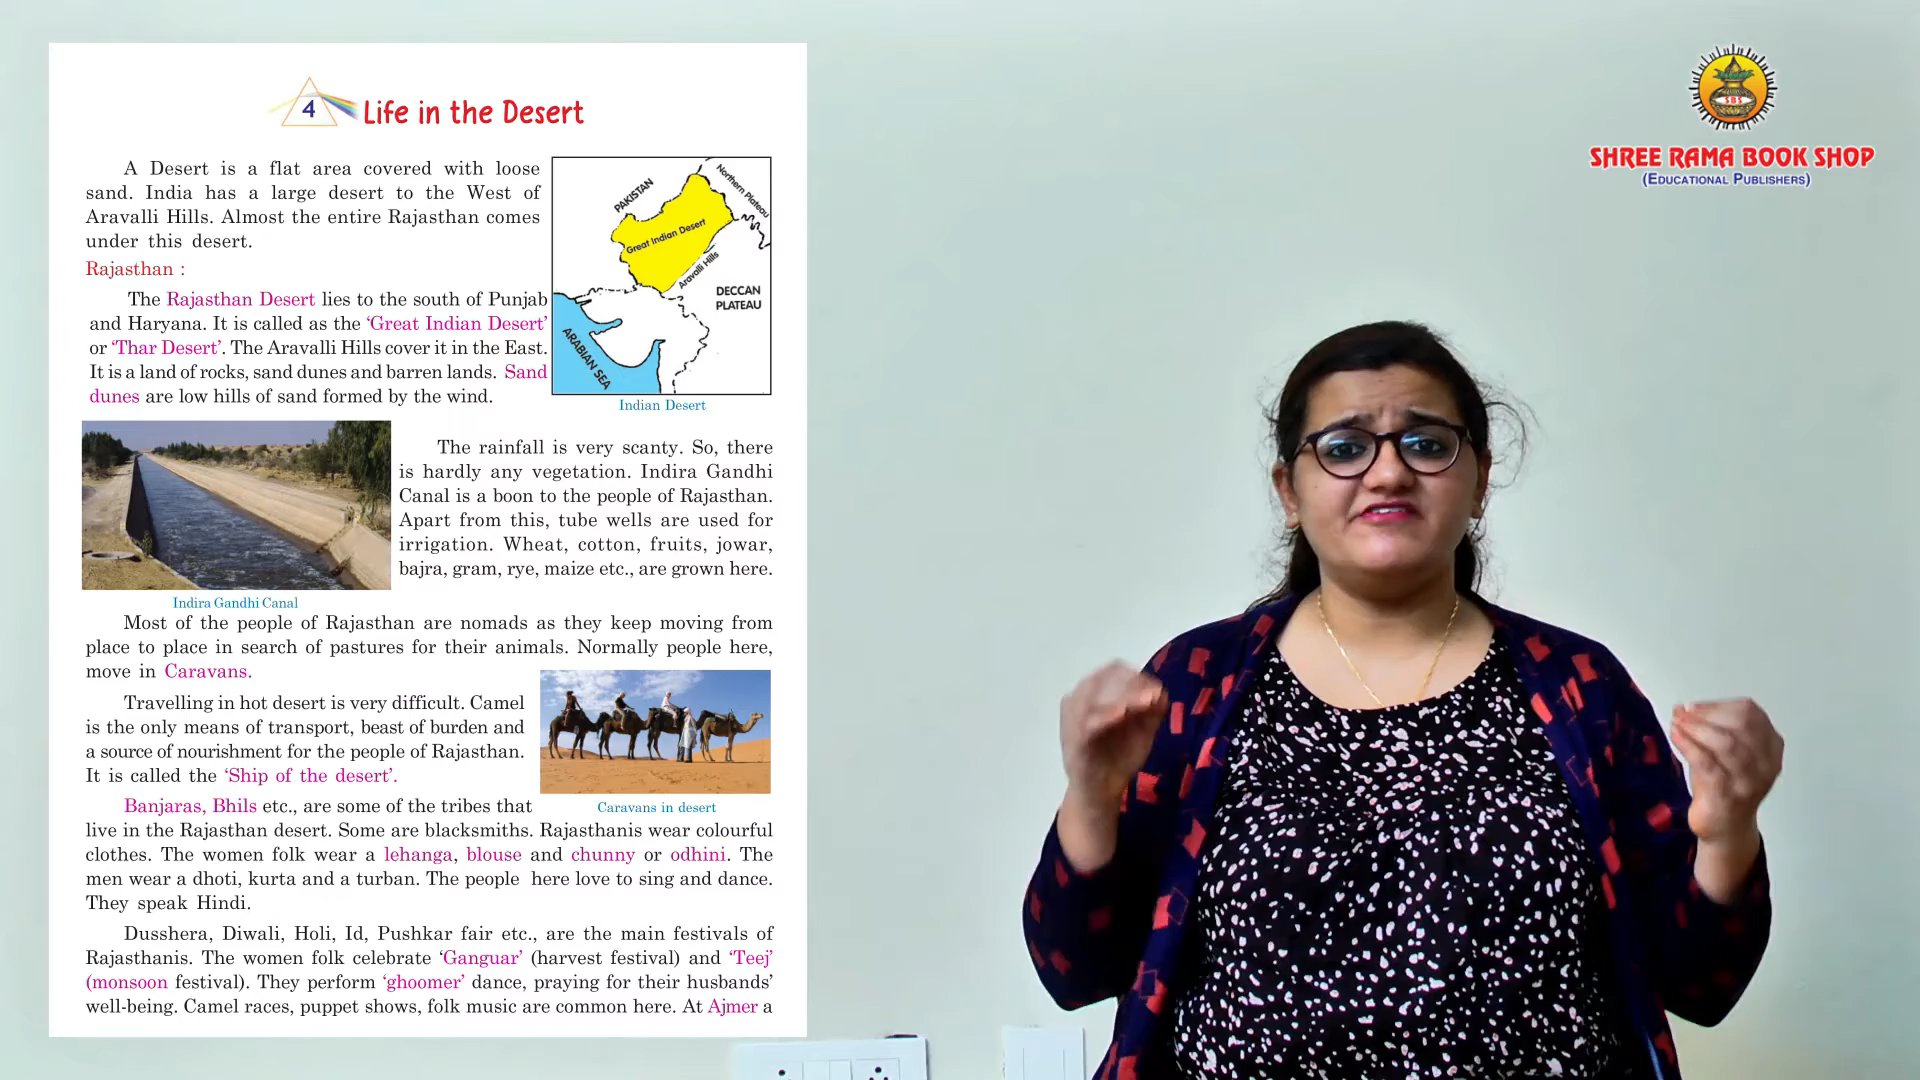 4
Life in the Desert
A Desert is a flat area covered with loose
sand. India has a large desert to the West of
Aravalli Hills. Almost the entire Rajasthan comes
under this desert.
Rajasthan :
The Rajasthan Desert lies to the south of Punjab
and Haryana. It is called as the ‘Great Indian Desert’
or ‘Thar Desert’. The Aravalli Hills cover it in the East.
It is a land of rocks, sand dunes and barren lands. Sand
dunes are low hills of sand formed by the wind.
PAKISTAN
Northern Plateau
Great Indian Desert
Aravalli Hills
DECCAN
PLATEAU
ARABIAN SEA
Indian Desert
The rainfall is very scanty. So, there
is hardly any vegetation. Indira Gandhi
Canal is a boon to the people of Rajasthan.
Apart from this, tube wells are used for
irrigation. Wheat, cotton, fruits, jowar,
bajra, gram, rye, maize etc., are grown here.
Indira Gandhi Canal
Most of the people of Rajasthan are nomads as they keep moving from
place to place in search of pastures for their animals. Normally people here,
move in Caravans.
Travelling in hot desert is very difficult. Camel
is the only means of transport, beast of burden and
a source of nourishment for the people of Rajasthan.
It is called the ‘Ship of the desert’.
Caravans in desert
Banjaras, Bhils etc., are some of the tribes that
live in the Rajasthan desert. Some are blacksmiths. Rajasthanis wear colourful
clothes. The women folk wear a lehanga, blouse and chunny or odhini. The
men wear a dhoti, kurta and a turban. The people here love to sing and dance.
They speak Hindi.
Dusshera, Diwali, Holi, Id, Pushkar fair etc., are the main festivals of
Rajasthanis. The women folk celebrate ‘Ganguar’ (harvest festival) and ‘Teej’
(monsoon festival). They perform ‘ghoomer’ dance, praying for their husbands’
well-being. Camel races, puppet shows, folk music are common here. At Ajmer a
SBS
SHREE RAMA BOOK SHOP
(EDUCATIONAL PUBLISHERS)